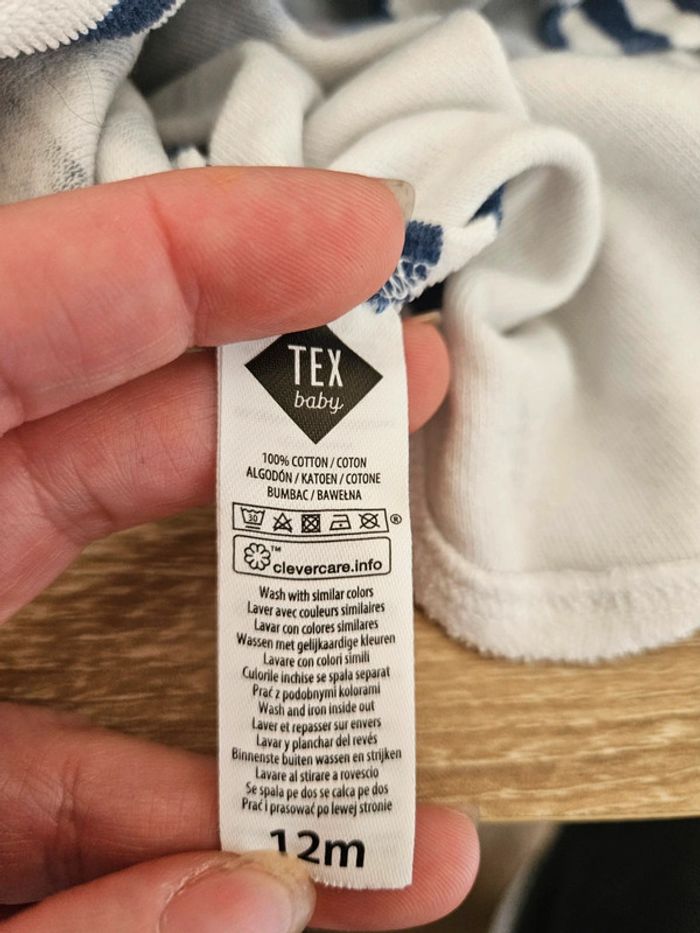 TEX
baby
100% COTTON / COTON
ALGODÓN / KATOEN / COTONE
BUMBAC / BAWEŁNA
30 ®
™
clevercare.info
Wash with similar colors
Laver avec couleurs similaires
Lavar con colores similares
Wassen met gelijkaardige kleuren
Lavare con colori simili
Culorile inchise se spala separat
Prać z podobnymi kolorami
Wash and iron inside out
Laver et repasser sur envers
Lavar y planchar del revés
Binnenste buiten wassen en strijken
Lavare al stirare a rovescio
Se spala pe dos se calca pe dos
Prać i prasować po lewej stronie
12m